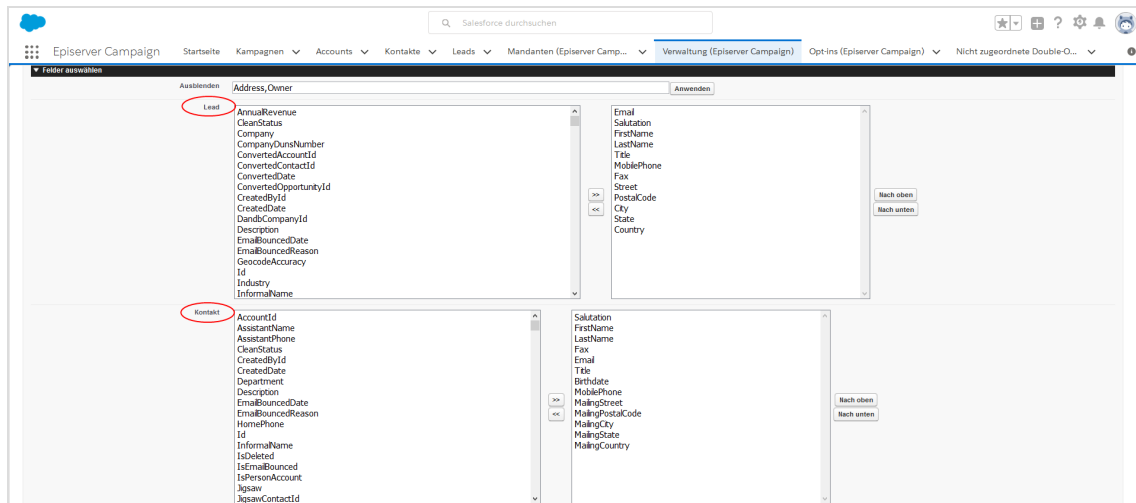 Salesforce durchsuchen
Episerver Campaign Startseite Kampagnen Accounts Kontakte Leads Mandanten (Episerver Camp... Verwaltung (Episerver Campaign) Opt-Ins (Episerver Campaign) Nicht zugeordnete Double-O...
Felder auswählen
Ausblenden Address,Owner Anwenden
Lead
AnnualRevenue
CleanStatus
Company
CompanyDunsNumber
ConvertedAccountId
ConvertedContactId
ConvertedDate
ConvertedOpportunityId
CreatedById
CreatedDate
DandbCompanyId
Description
EmailBouncedDate
EmailBouncedReason
GeocodeAccuracy
Id
Industry
InformalName
>>
<<
Email
Salutation
FirstName
LastName
Title
MobilePhone
Fax
Street
PostalCode
City
State
Country
Nach oben
Nach unten
Kontakt
AccountId
AssistantName
AssistantPhone
CleanStatus
CreatedById
CreatedDate
Department
Description
EmailBouncedDate
EmailBouncedReason
HomePhone
Id
InformalName
IsDeleted
IsEmailBounced
IsPersonAccount
Jigsaw
JigsawContactId
>>
<<
Salutation
FirstName
LastName
Fax
Email
Title
Birthdate
MobilePhone
MailingStreet
MailingPostalCode
MailingCity
MailingState
MailingCountry
Nach oben
Nach unten